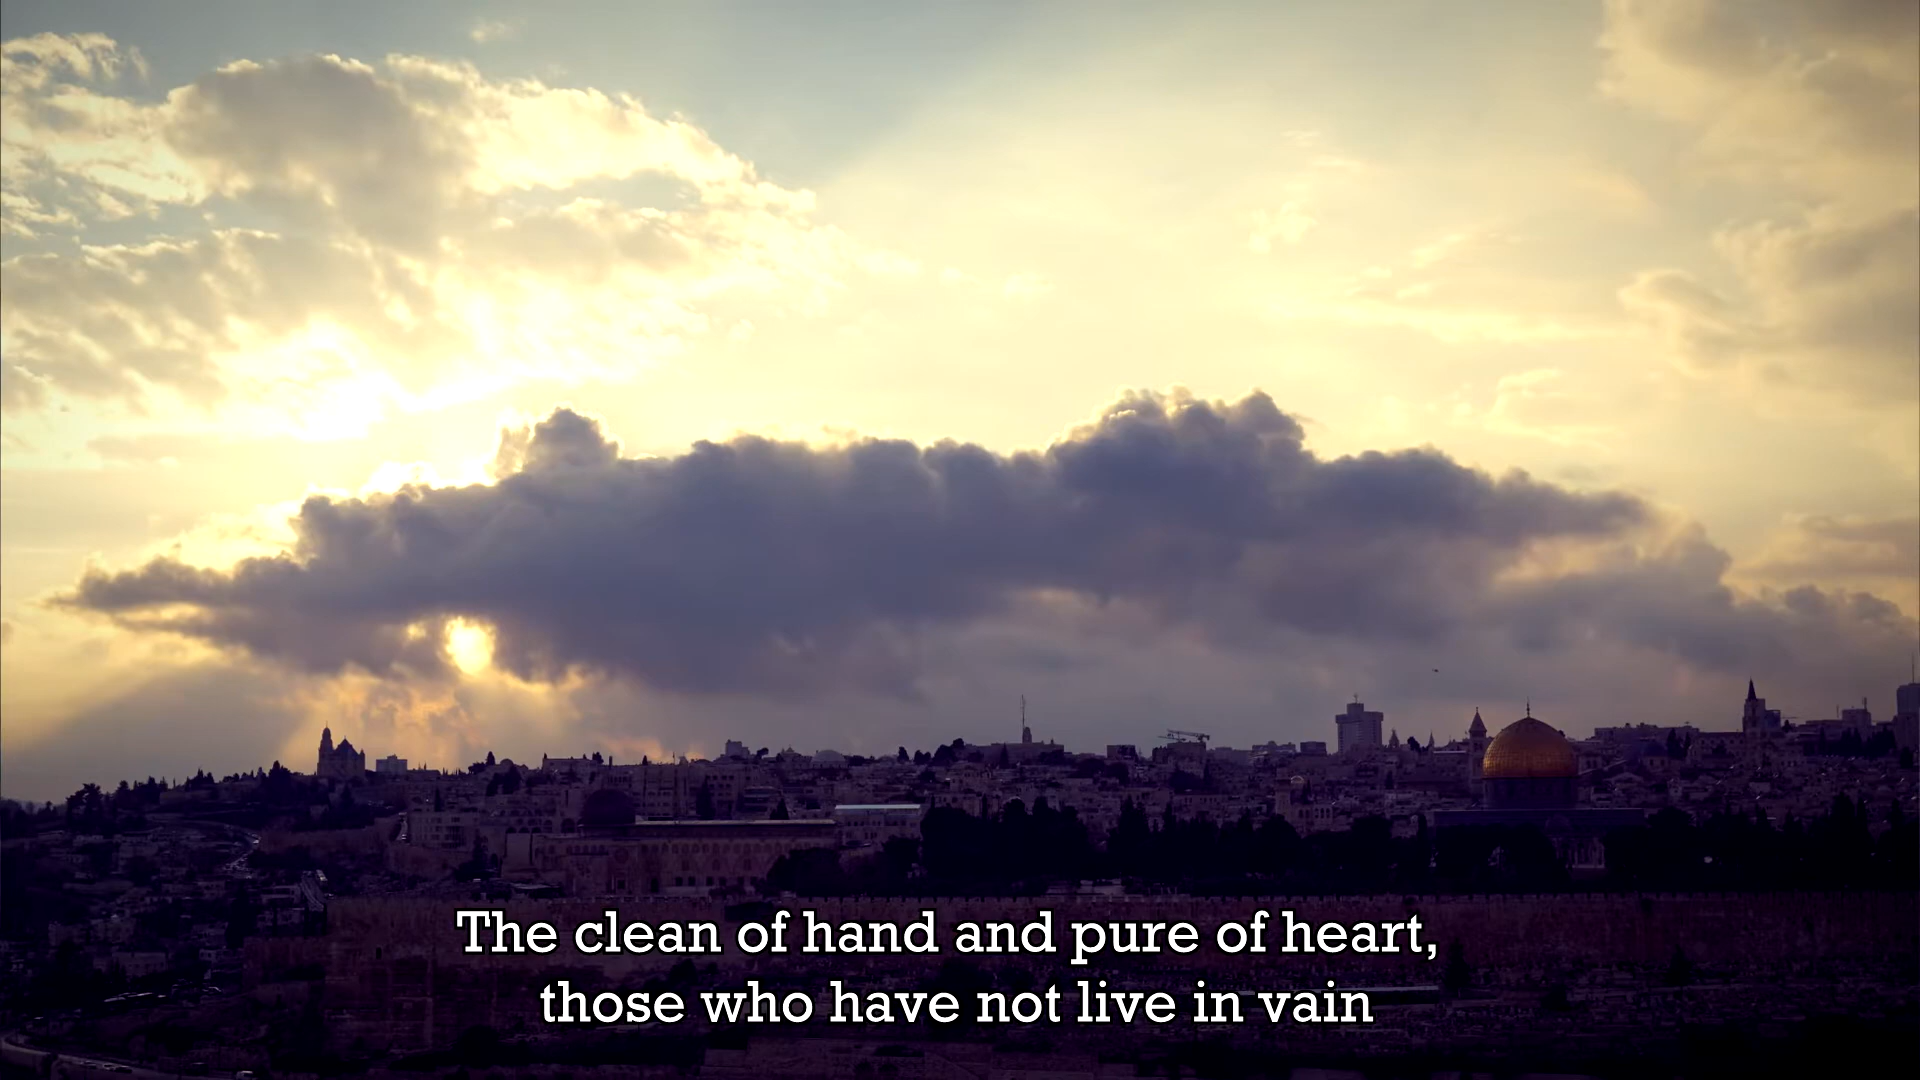 The clean of hand and pure of heart,
those who have not live in vain